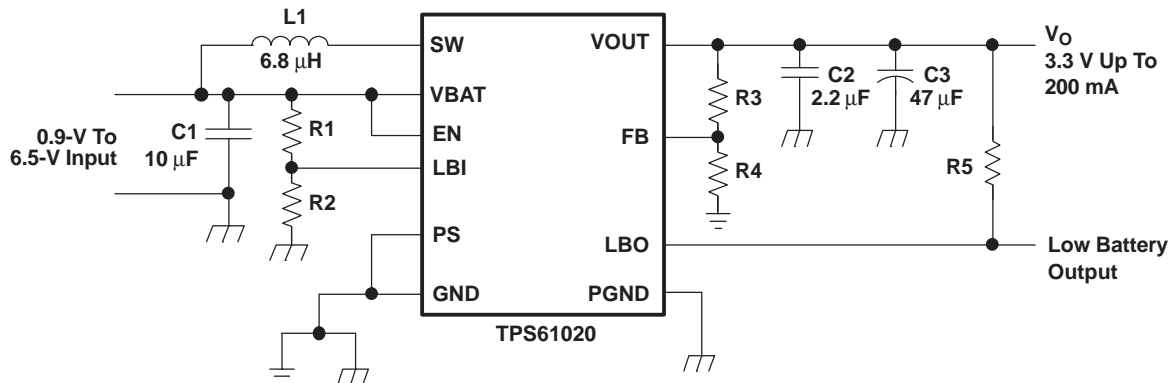 L1
6.8 μH
SW
VOUT
VO
3.3 V Up To
200 mA
VBAT
C2
2.2 μF
C3
47 μF
R3
0.9-V To
6.5-V Input
C1
10 μF
R1
EN
FB
LBI
R4
R5
R2
PS
LBO
Low Battery
Output
GND
PGND
TPS61020